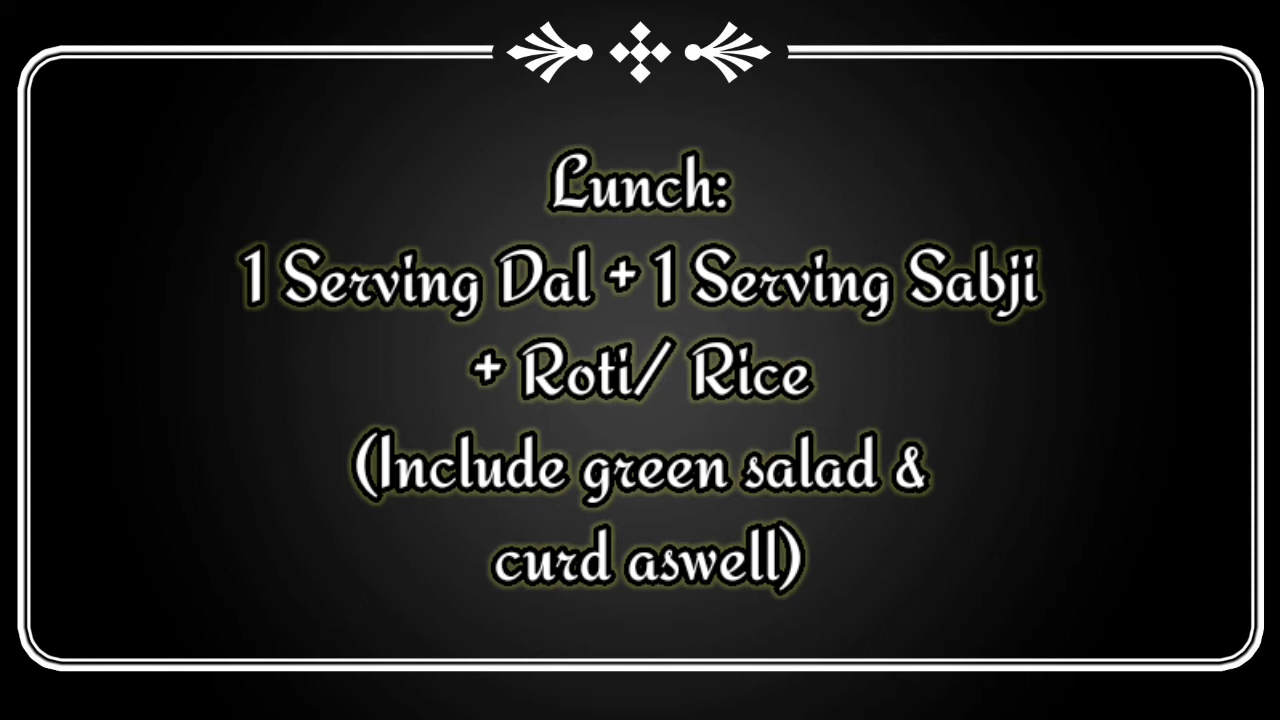 Lunch:
1 Serving Dal + 1 Serving Sabji
+ Roti/ Rice
(Include green salad &
curd aswell)